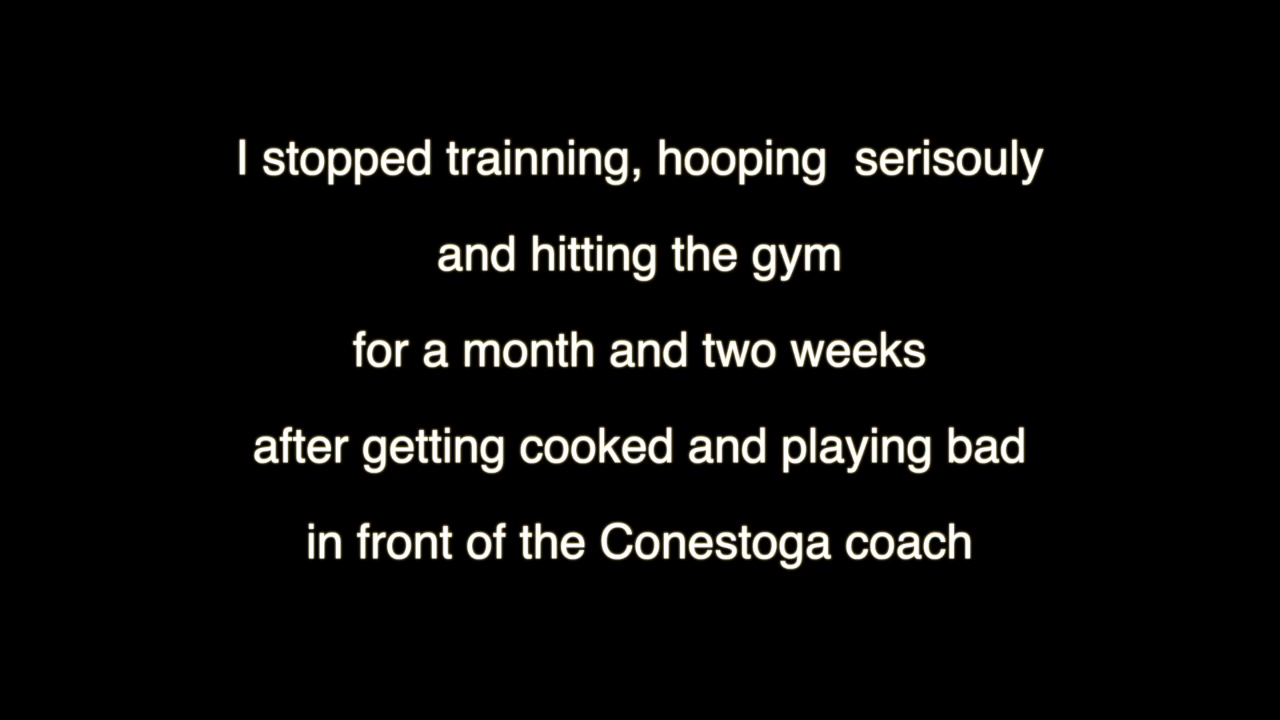 I stopped trainning, hooping  serisouly
and hitting the gym
for a month and two weeks
after getting cooked and playing bad
in front of the Conestoga coach